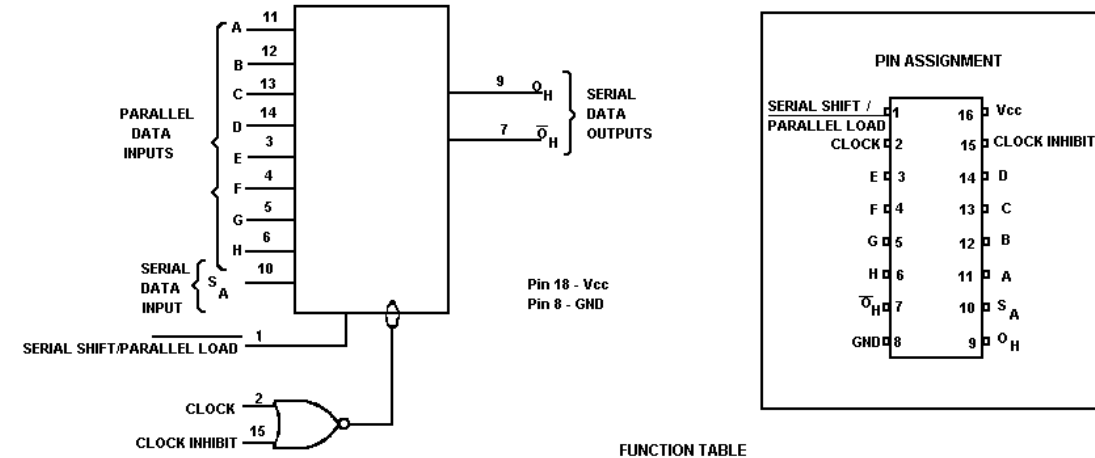 A 11
B 12
C 13
D 14
E 3
F 4
G 5
H 6
PARALLEL
DATA
INPUTS
SERIAL
DATA
INPUT
S A 10
SERIAL SHIFT/PARALLEL LOAD 1
CLOCK 2
CLOCK INHIBIT 15
9 Q H
7 Q H
SERIAL
DATA
OUTPUTS
Pin 18 - Vcc
Pin 8 - GND
PIN ASSIGNMENT
SERIAL SHIFT /
PARALLEL LOAD
1 16 Vcc
CLOCK 2 15 CLOCK INHIBIT
E 3 14 D
F 4 13 C
G 5 12 B
H 6 11 A
Q H 7 10 S A
GND 8 9 Q H
FUNCTION TABLE